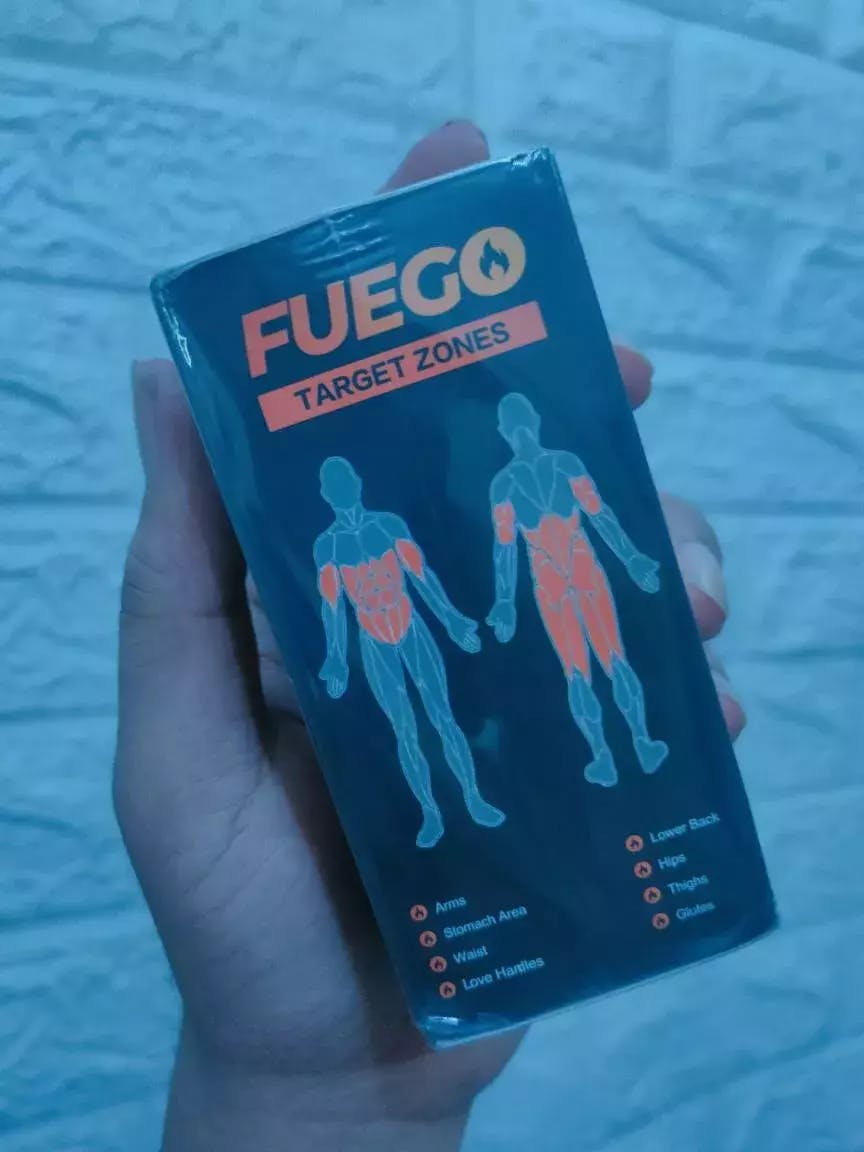 FUEGO
TARGET ZONES
Arms
Stomach Area
Waist
Love Handles
Lower Back
Hips
Thighs
Glutes